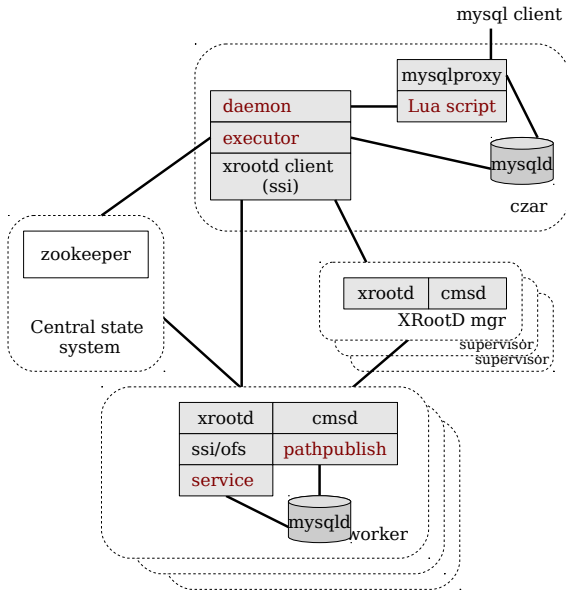 mysql client
mysqlproxy
Lua script
daemon
executor
xrootd client
(ssi)
mysqld
czar
zookeeper
Central state
system
xrootd
cmsd
XRootD mgr
supervisor
supervisor
xrootd
cmsd
ssi/ofs
pathpublish
service
mysqld
worker